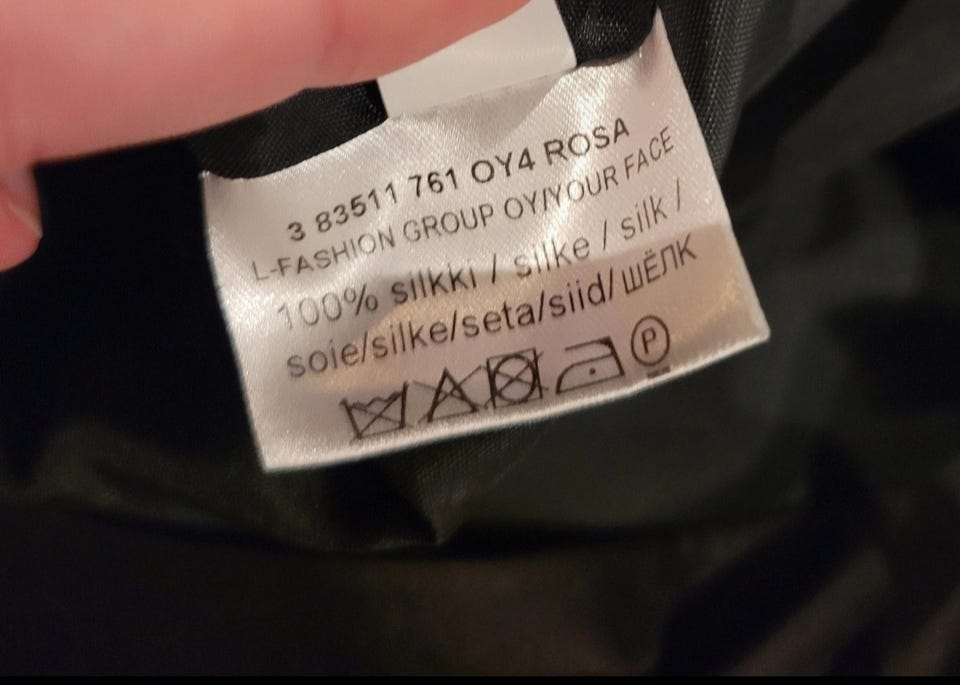 3 83511 761 OY4 ROSA
L-FASHION GROUP OY/YOUR FACE
100% silkki / silke / silk /
soie/silke/seta/siid/ШЁЛК
P